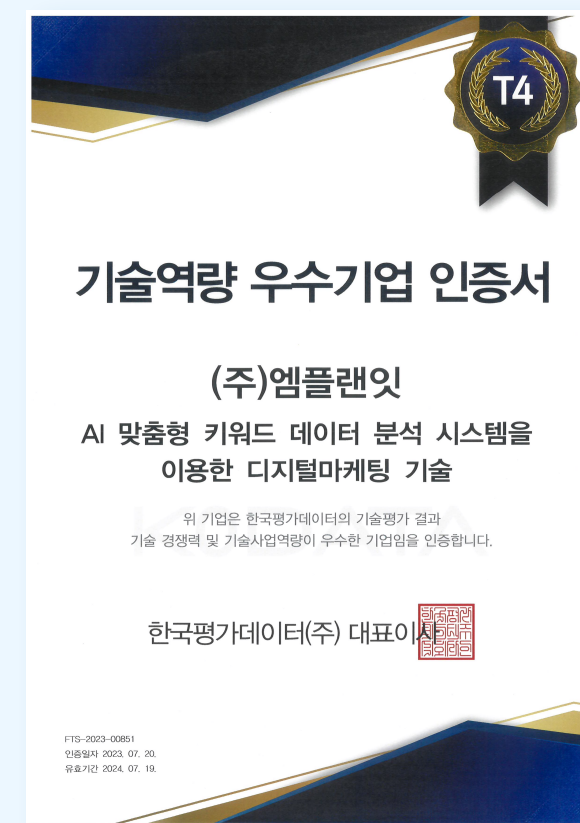 T4
기술역량 우수기업 인증서
(주)엠플랜잇
AI 맞춤형 키워드 데이터 분석 시스템을
이용한 디지털마케팅 기술
위 기업은 한국평가데이터의 기술평가 결과
기술 경쟁력 및 기술사업역량이 우수한 기업임을 인증합니다.
한국평가데이터(주) 대표이사
FTS-2023-00851
인증일자 2023. 07. 20.
유효기간 2024. 07. 19.